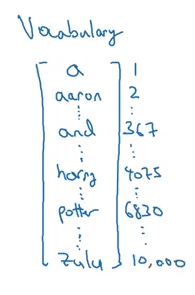 Vocabulary
a 1
aaron 2
⋮ ⋮
and 367
⋮ ⋮
harry 4075
⋮ ⋮
potter 6830
⋮ ⋮
zulu 10,000